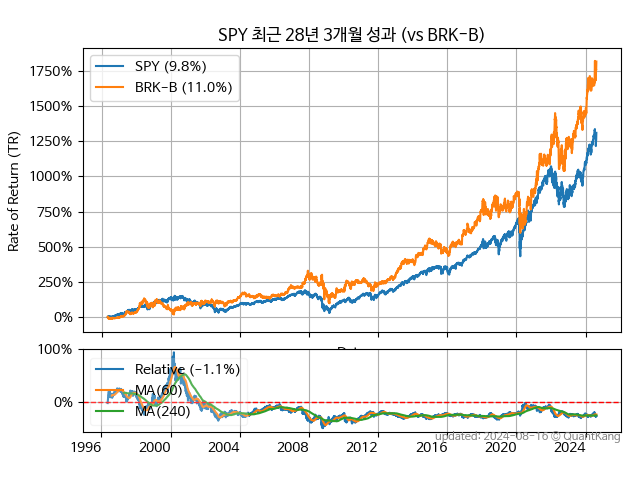 SPY 최근 28년 3개월 성과 (vs BRK-B)
Rate of Return (TR)
1750%
1500%
1250%
1000%
750%
500%
250%
0%
SPY (9.8%)
BRK-B (11.0%)
100%
0%
Relative (-1.1%)
MA(60)
MA(240)
1996 2000 2004 2008 2012 2016 2020 2024
updated: 2024-08-16 © QuantKang